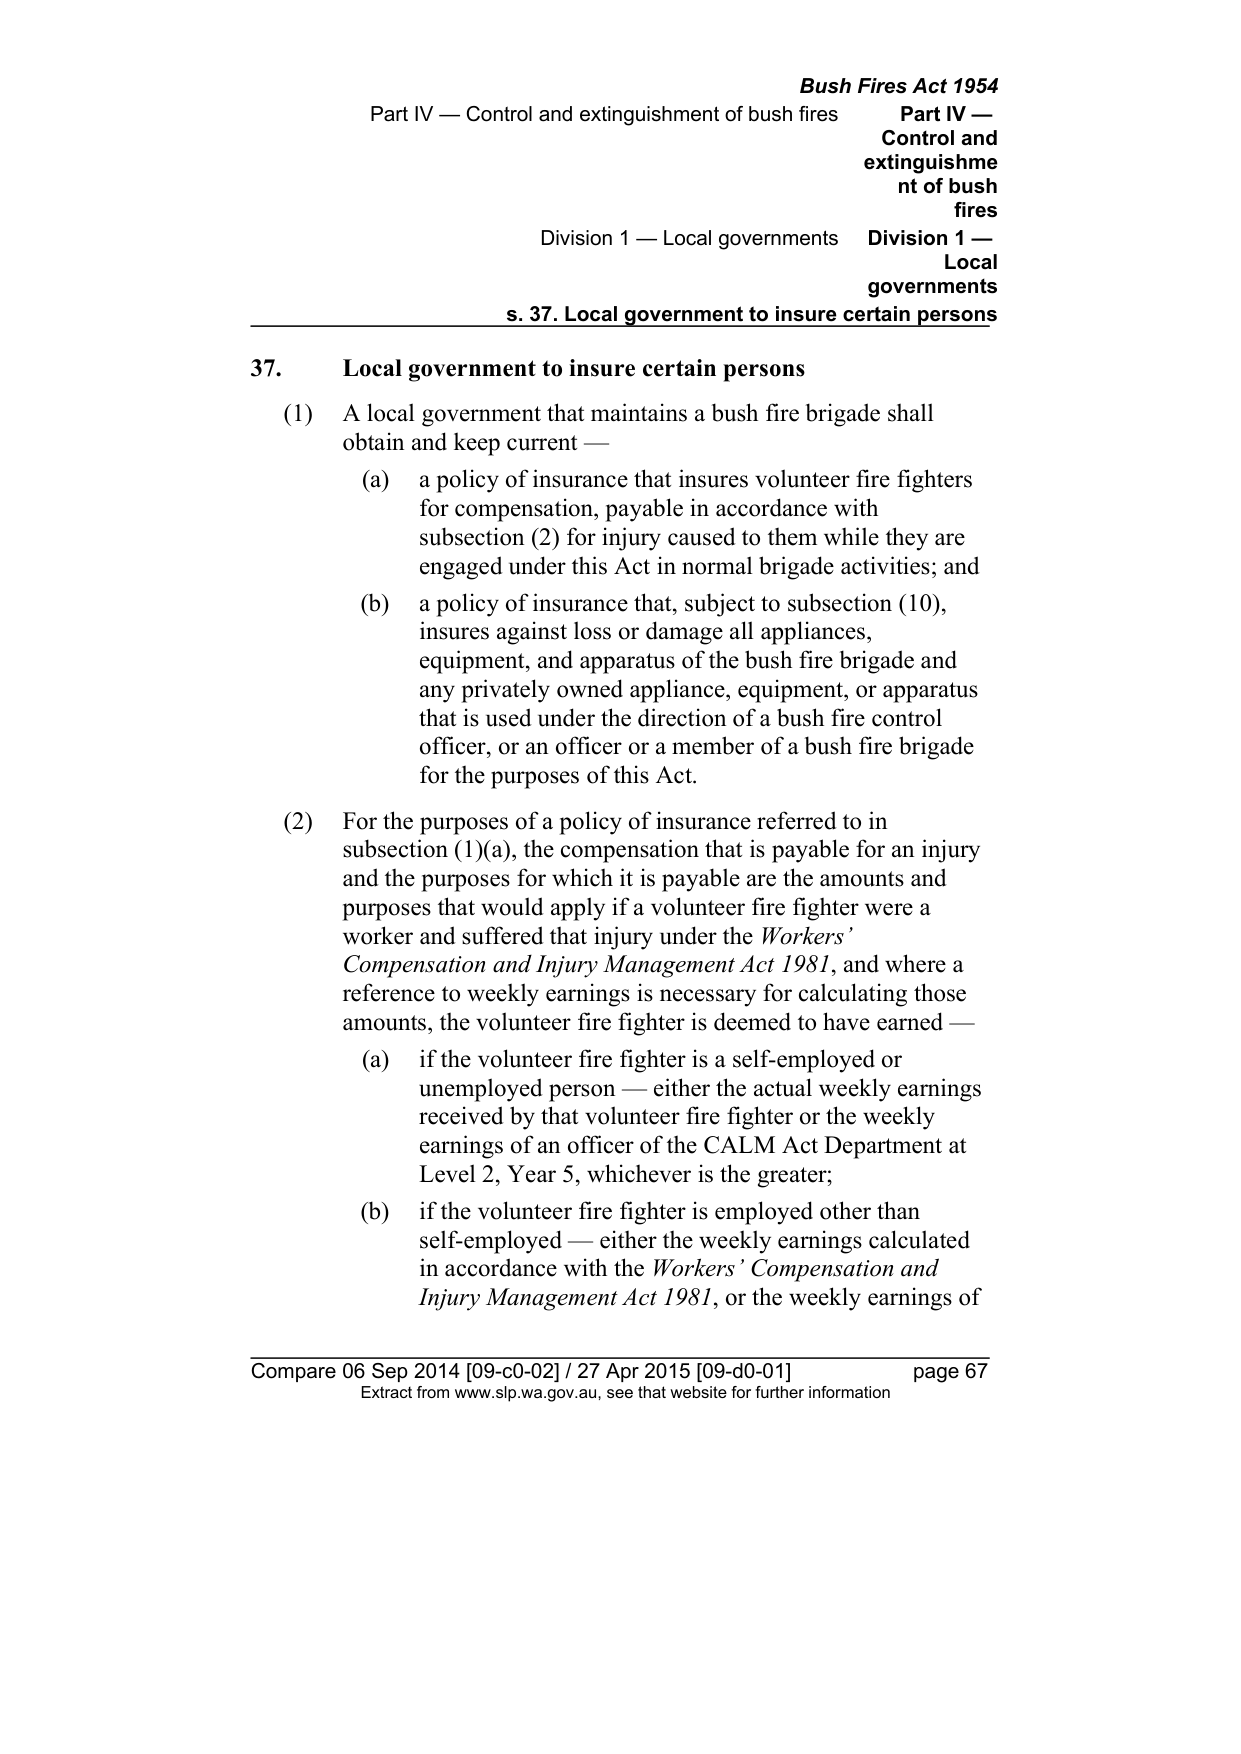 Bush Fires Act 1954
Part IV — Control and extinguishment of bush fires
Part IV —
Control and
extinguishme
nt of bush
fires
Division 1 — Local governments
Division 1 —
Local
governments
s. 37. Local government to insure certain persons
37. Local government to insure certain persons
(1) A local government that maintains a bush fire brigade shall
obtain and keep current —
(a) a policy of insurance that insures volunteer fire fighters
for compensation, payable in accordance with
subsection (2) for injury caused to them while they are
engaged under this Act in normal brigade activities; and
(b) a policy of insurance that, subject to subsection (10),
insures against loss or damage all appliances,
equipment, and apparatus of the bush fire brigade and
any privately owned appliance, equipment, or apparatus
that is used under the direction of a bush fire control
officer, or an officer or a member of a bush fire brigade
for the purposes of this Act.
(2) For the purposes of a policy of insurance referred to in
subsection (1)(a), the compensation that is payable for an injury
and the purposes for which it is payable are the amounts and
purposes that would apply if a volunteer fire fighter were a
worker and suffered that injury under the Workers’
Compensation and Injury Management Act 1981, and where a
reference to weekly earnings is necessary for calculating those
amounts, the volunteer fire fighter is deemed to have earned —
(a) if the volunteer fire fighter is a self-employed or
unemployed person — either the actual weekly earnings
received by that volunteer fire fighter or the weekly
earnings of an officer of the CALM Act Department at
Level 2, Year 5, whichever is the greater;
(b) if the volunteer fire fighter is employed other than
self-employed — either the weekly earnings calculated
in accordance with the Workers’ Compensation and
Injury Management Act 1981, or the weekly earnings of
Compare 06 Sep 2014 [09-c0-02] / 27 Apr 2015 [09-d0-01] page 67
Extract from www.slp.wa.gov.au, see that website for further information